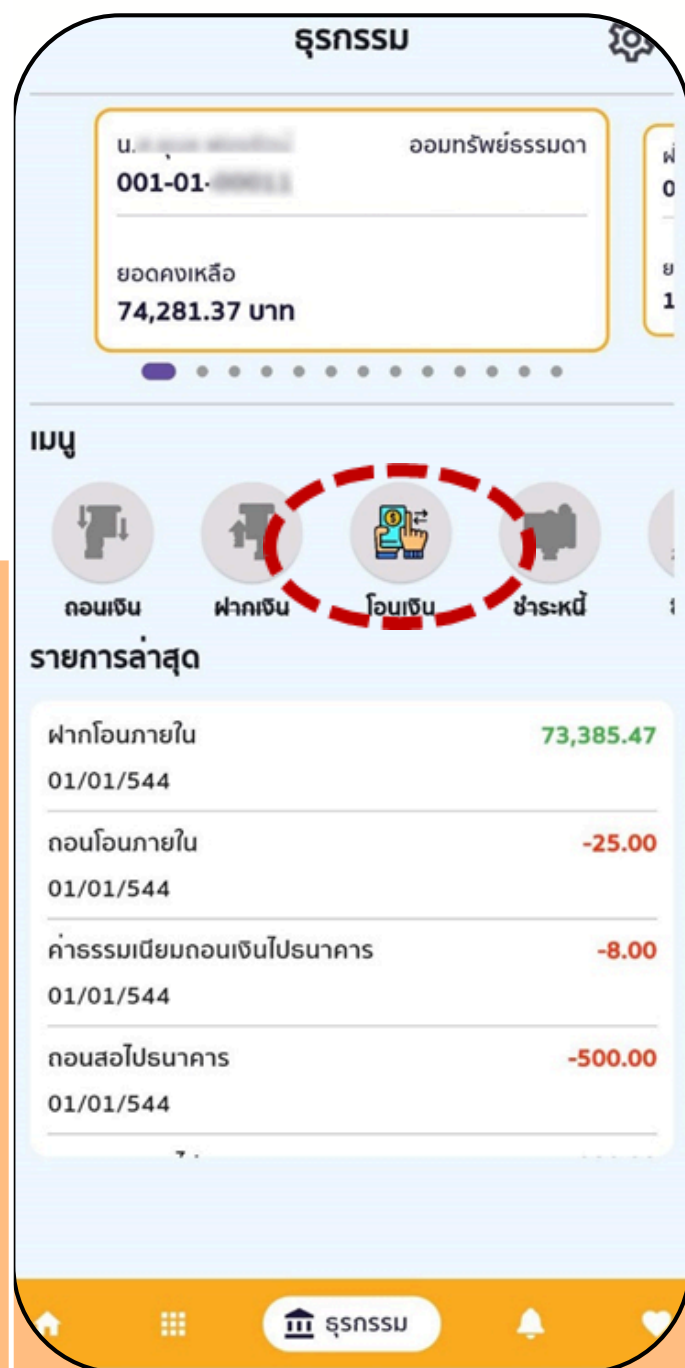 ธุรกรรม
น. ออมทรัพย์ธรรมดา
001-01-
ยอดคงเหลือ
74,281.37 บาท
เมนู
ถอนเงิน ฝากเงิน โอนเงิน ชำระหนี้
รายการล่าสุด
ฝากโอนภายใน 73,385.47
01/01/544
ถอนโอนภายใน -25.00
01/01/544
ค่าธรรมเนียมถอนเงินไปธนาคาร -8.00
01/01/544
ถอนสอไปธนาคาร -500.00
01/01/544
ธุรกรรม